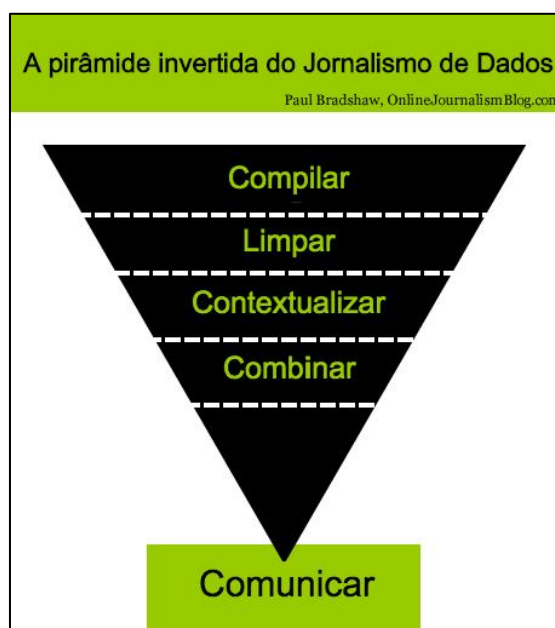 A pirâmide invertida do Jornalismo de Dados
Paul Bradshaw, OnlineJournalismBlog.com
Compilar
Limpar
Contextualizar
Combinar
Comunicar